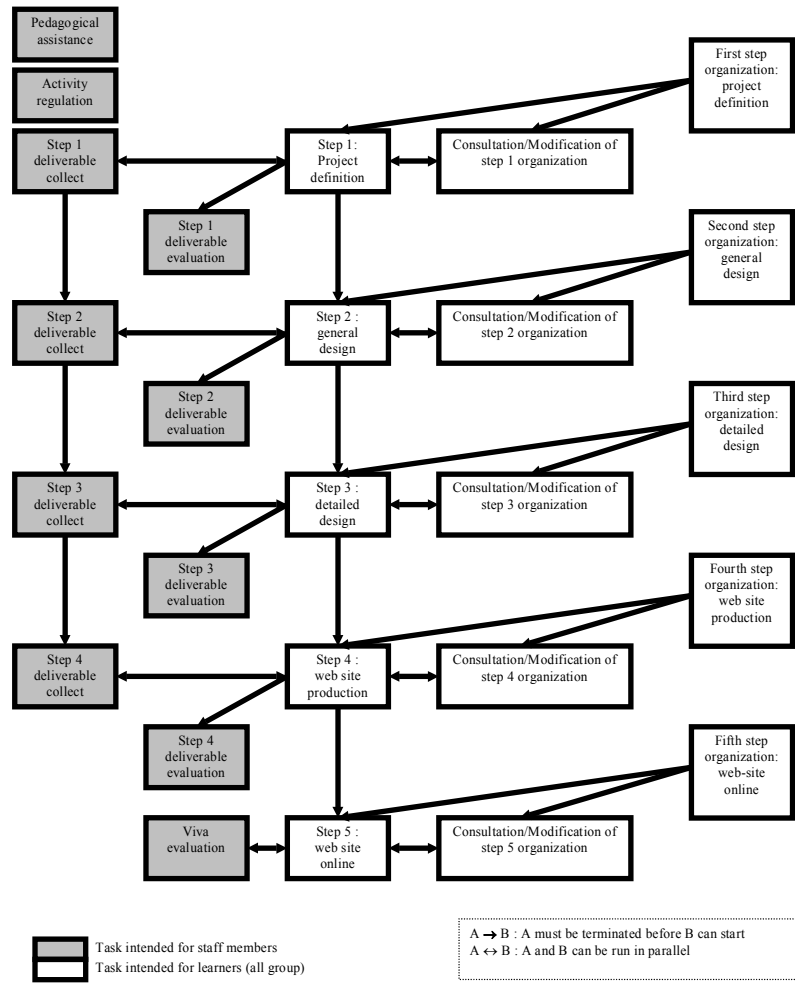 Pedagogical
assistance
Activity
regulation
First step
organization:
project
definition
Step 1
deliverable
collect
Step 1:
Project
definition
Consultation/Modification of
step 1 organization
Step 1
deliverable
evaluation
Second step
organization:
general
design
Step 2
deliverable
collect
Step 2 :
general
design
Consultation/Modification of
step 2 organization
Step 2
deliverable
evaluation
Third step
organization:
detailed
design
Step 3
deliverable
collect
Step 3 :
detailed
design
Consultation/Modification of
step 3 organization
Step 3
deliverable
evaluation
Fourth step
organization:
web site
production
Step 4
deliverable
collect
Step 4 :
web site
production
Consultation/Modification of
step 4 organization
Step 4
deliverable
evaluation
Fifth step
organization:
web-site
online
Viva
evaluation
Step 5 :
web site
online
Consultation/Modification of
step 5 organization
Task intended for staff members
Task intended for learners (all group)
A → B : A must be terminated before B can start
A ↔ B : A and B can be run in parallel